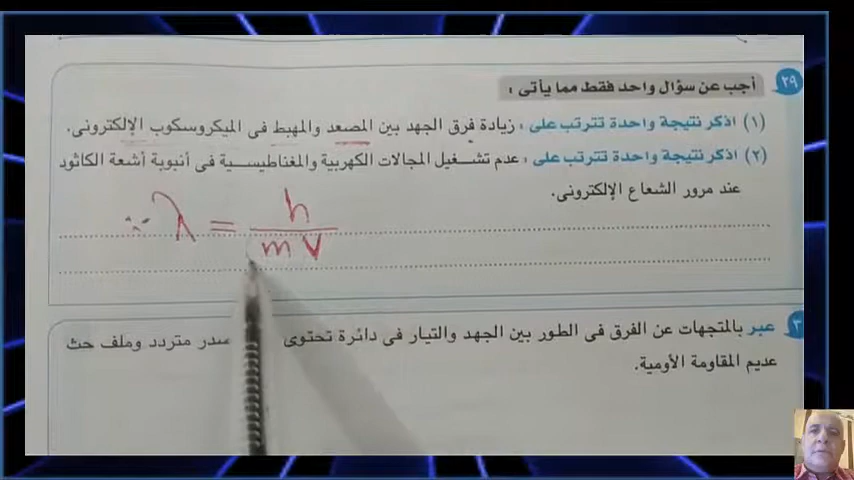 ٢٩ أجب عن سؤال واحد فقط مما يأتى :
(١) اذكر نتيجة واحدة تترتب على : زيادة فرق الجهد بين المصعد والمهبط فى الميكروسكوب الإلكترونى.
(٢) اذكر نتيجة واحدة تترتب على : عدم تشغيل المجالات الكهربية والمغناطيسية فى أنبوبة أشعة الكاثود
عند مرور الشعاع الإلكترونى.
∵ λ = h / m v
عبر بالمتجهات عن الفرق فى الطور بين الجهد والتيار فى دائرة تحتوى صدر متردد وملف حث
عديم المقاومة الأومية.